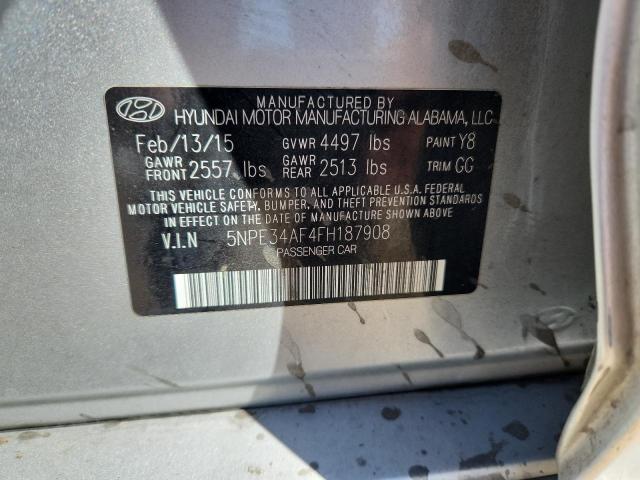 MANUFACTURED BY
HYUNDAI MOTOR MANUFACTURING ALABAMA, LLC
Feb/13/15 GVWR 4497 lbs PAINT Y8
GAWR FRONT 2557 lbs GAWR REAR 2513 lbs TRIM GG
THIS VEHICLE CONFORMS TO ALL APPLICABLE U.S.A. FEDERAL
MOTOR VEHICLE SAFETY, BUMPER, AND THEFT PREVENTION STANDARDS
IN EFFECT ON THE DATE OF MANUFACTURE SHOWN ABOVE.
V.I.N 5NPE34AF4FH187908
PASSENGER CAR